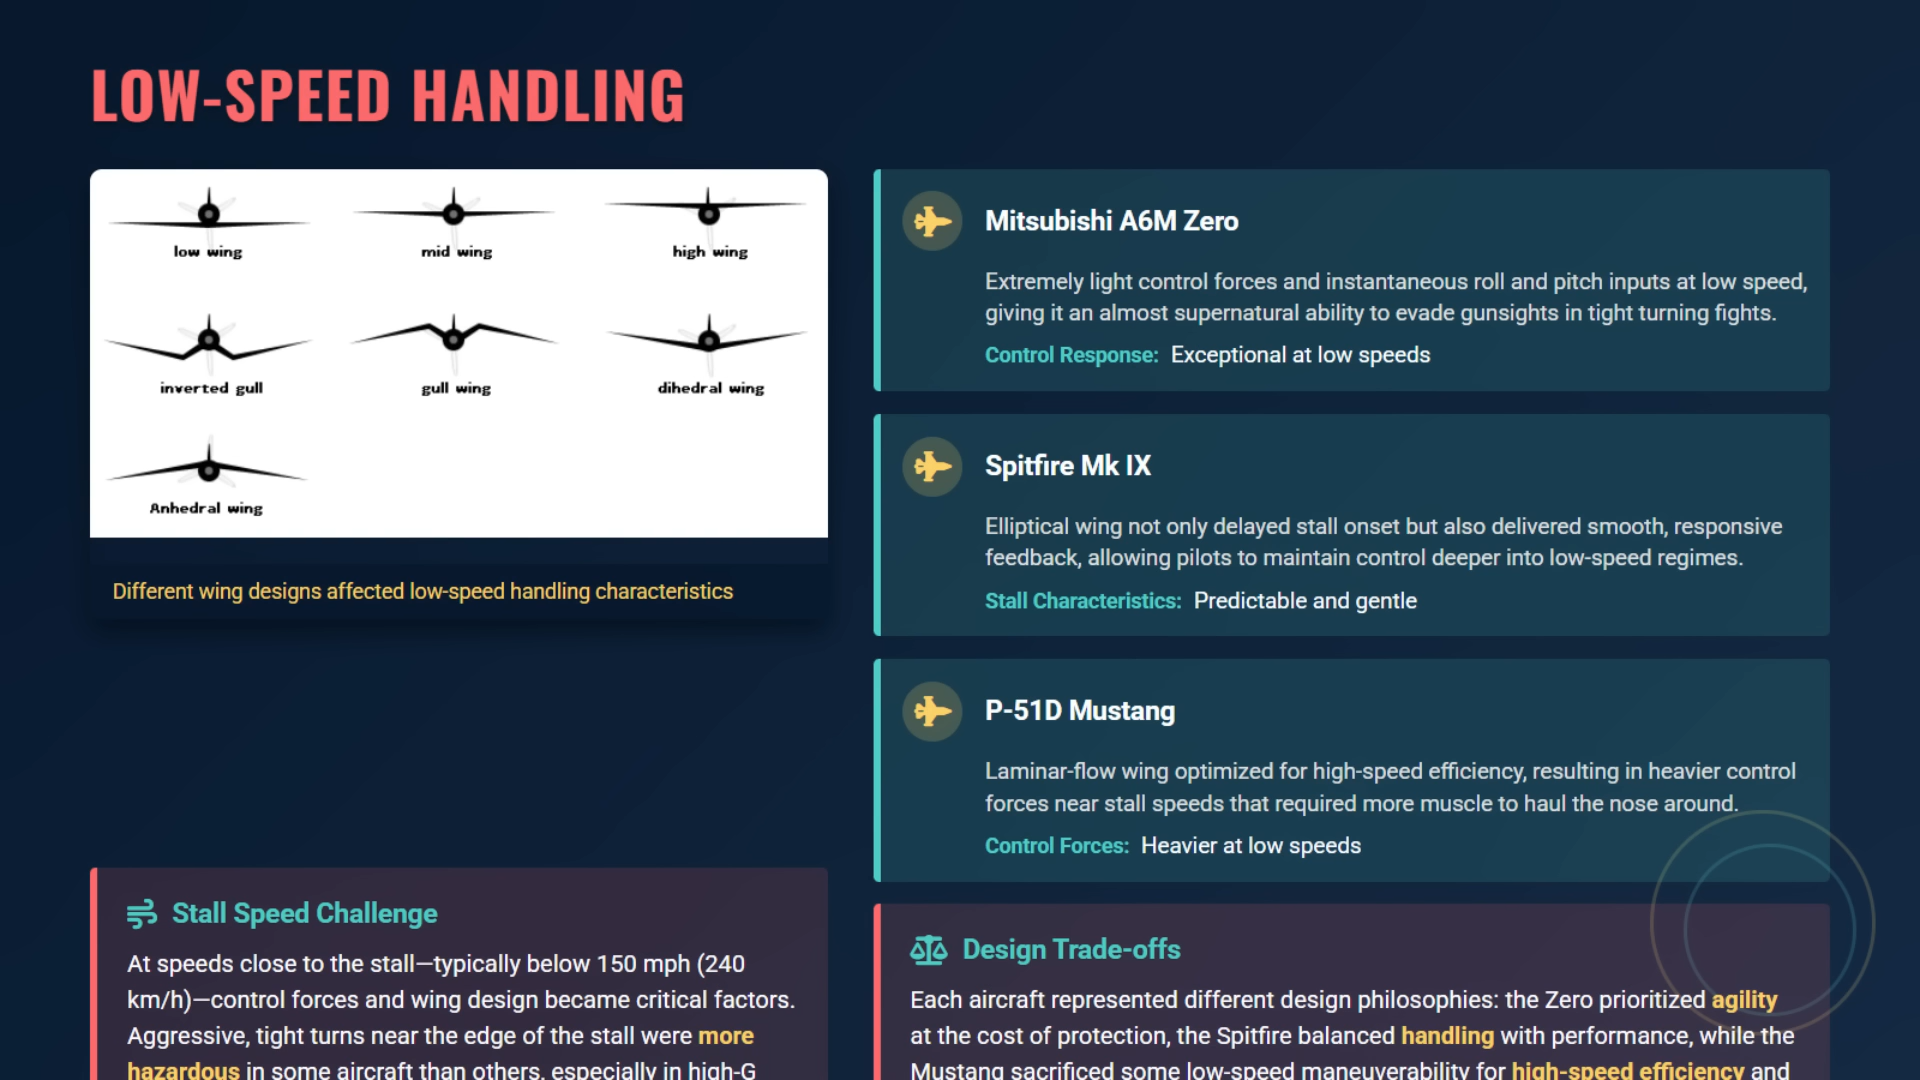 LOW-SPEED HANDLING
low wing
mid wing
high wing
inverted gull
gull wing
dihedral wing
Anhedral wing
Different wing designs affected low-speed handling characteristics
Stall Speed Challenge
At speeds close to the stall—typically below 150 mph (240
km/h)—control forces and wing design became critical factors.
Aggressive, tight turns near the edge of the stall were more
hazardous in some aircraft than others, especially in high-G
Mitsubishi A6M Zero
Extremely light control forces and instantaneous roll and pitch inputs at low speed,
giving it an almost supernatural ability to evade gunsights in tight turning fights.
Control Response: Exceptional at low speeds
Spitfire Mk IX
Elliptical wing not only delayed stall onset but also delivered smooth, responsive
feedback, allowing pilots to maintain control deeper into low-speed regimes.
Stall Characteristics: Predictable and gentle
P-51D Mustang
Laminar-flow wing optimized for high-speed efficiency, resulting in heavier control
forces near stall speeds that required more muscle to haul the nose around.
Control Forces: Heavier at low speeds
Design Trade-offs
Each aircraft represented different design philosophies: the Zero prioritized agility
at the cost of protection, the Spitfire balanced handling with performance, while the
Mustang sacrificed some low-speed maneuverability for high-speed efficiency and